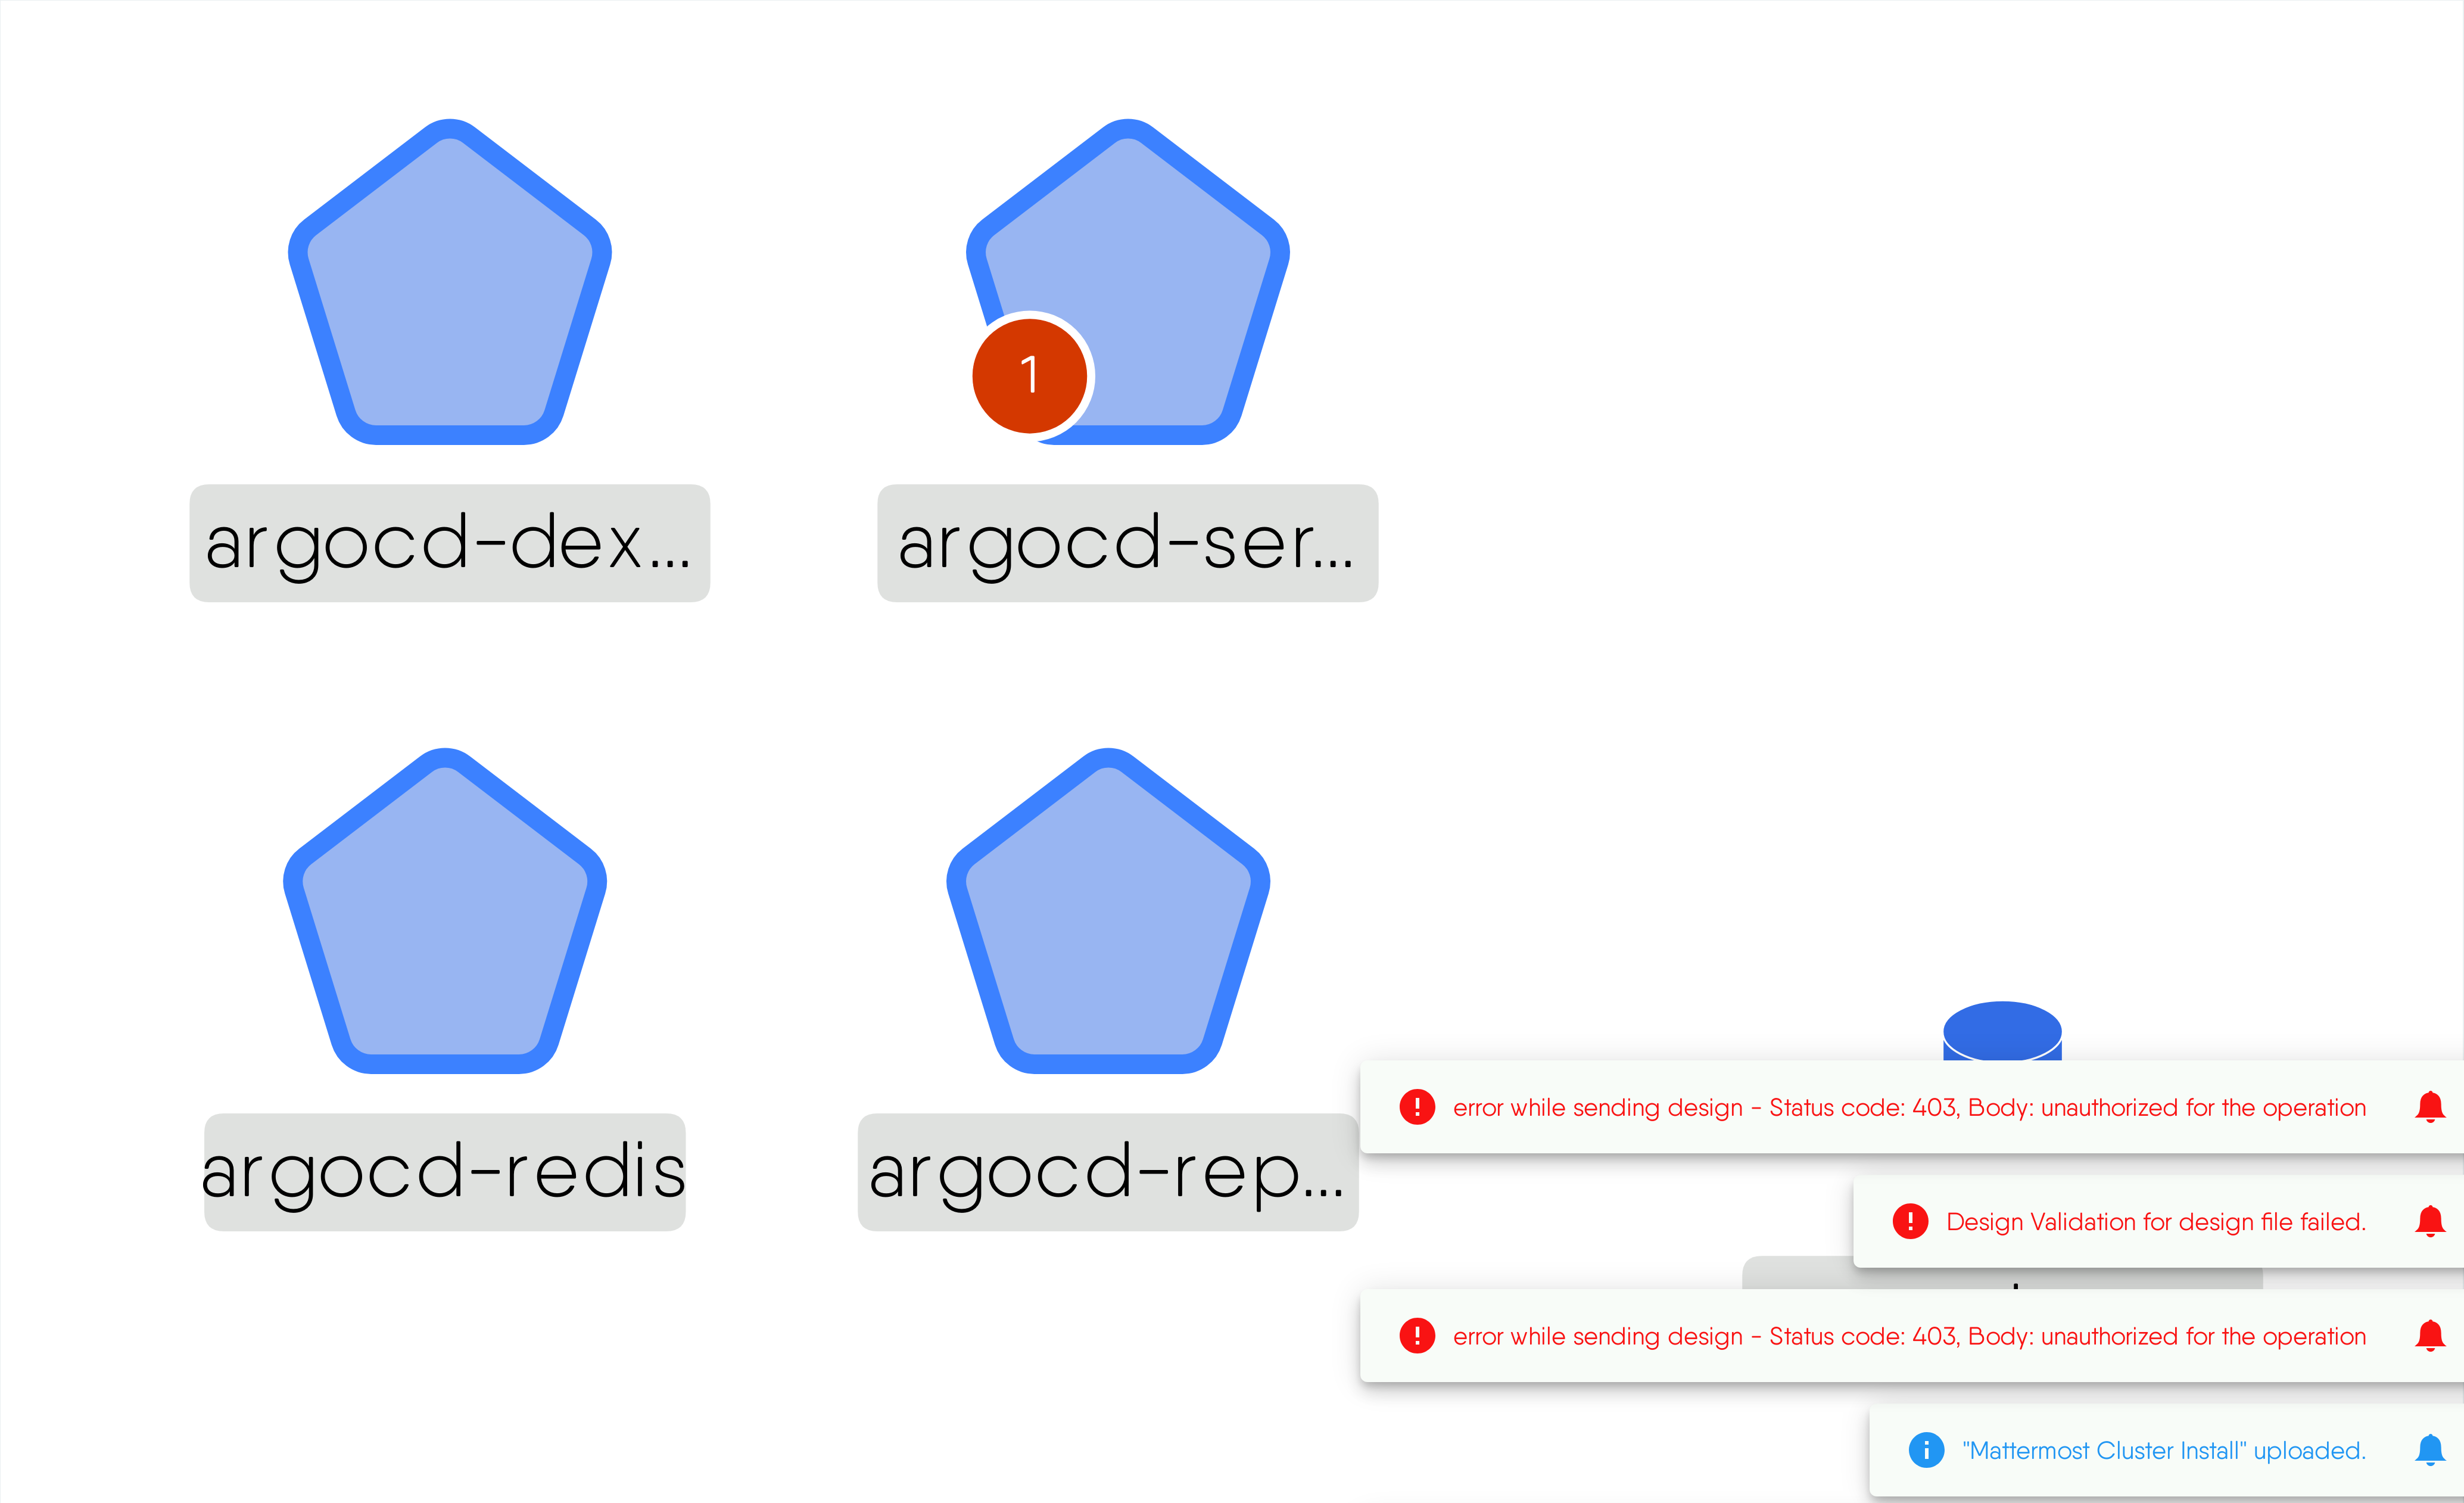 1
argocd-dex...
argocd-ser...
argocd-redis
argocd-rep...
error while sending design - Status code: 403, Body: unauthorized for the operation
Design Validation for design file failed.
error while sending design - Status code: 403, Body: unauthorized for the operation
"Mattermost Cluster Install" uploaded.